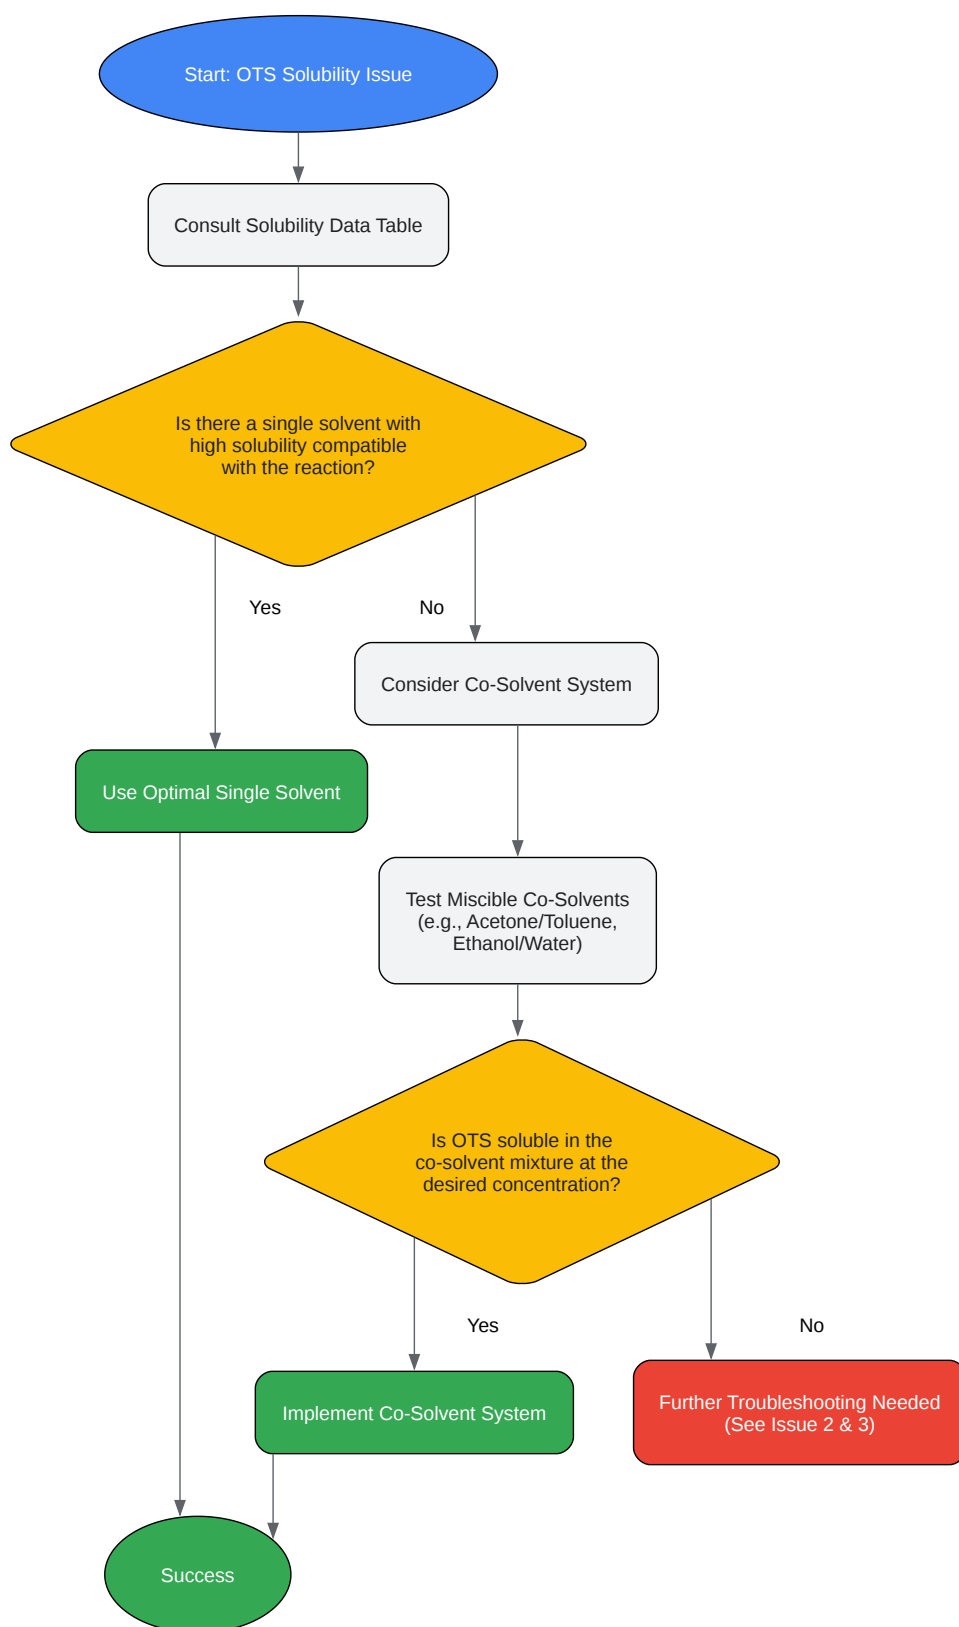 Start: OTS Solubility Issue
Consult Solubility Data Table
Is there a single solvent with
high solubility compatible
with the reaction?
Yes
No
Consider Co-Solvent System
Use Optimal Single Solvent
Test Miscible Co-Solvents
(e.g., Acetone/Toluene,
Ethanol/Water)
Is OTS soluble in the
co-solvent mixture at the
desired concentration?
Yes
No
Implement Co-Solvent System
Further Troubleshooting Needed
(See Issue 2 & 3)
Success